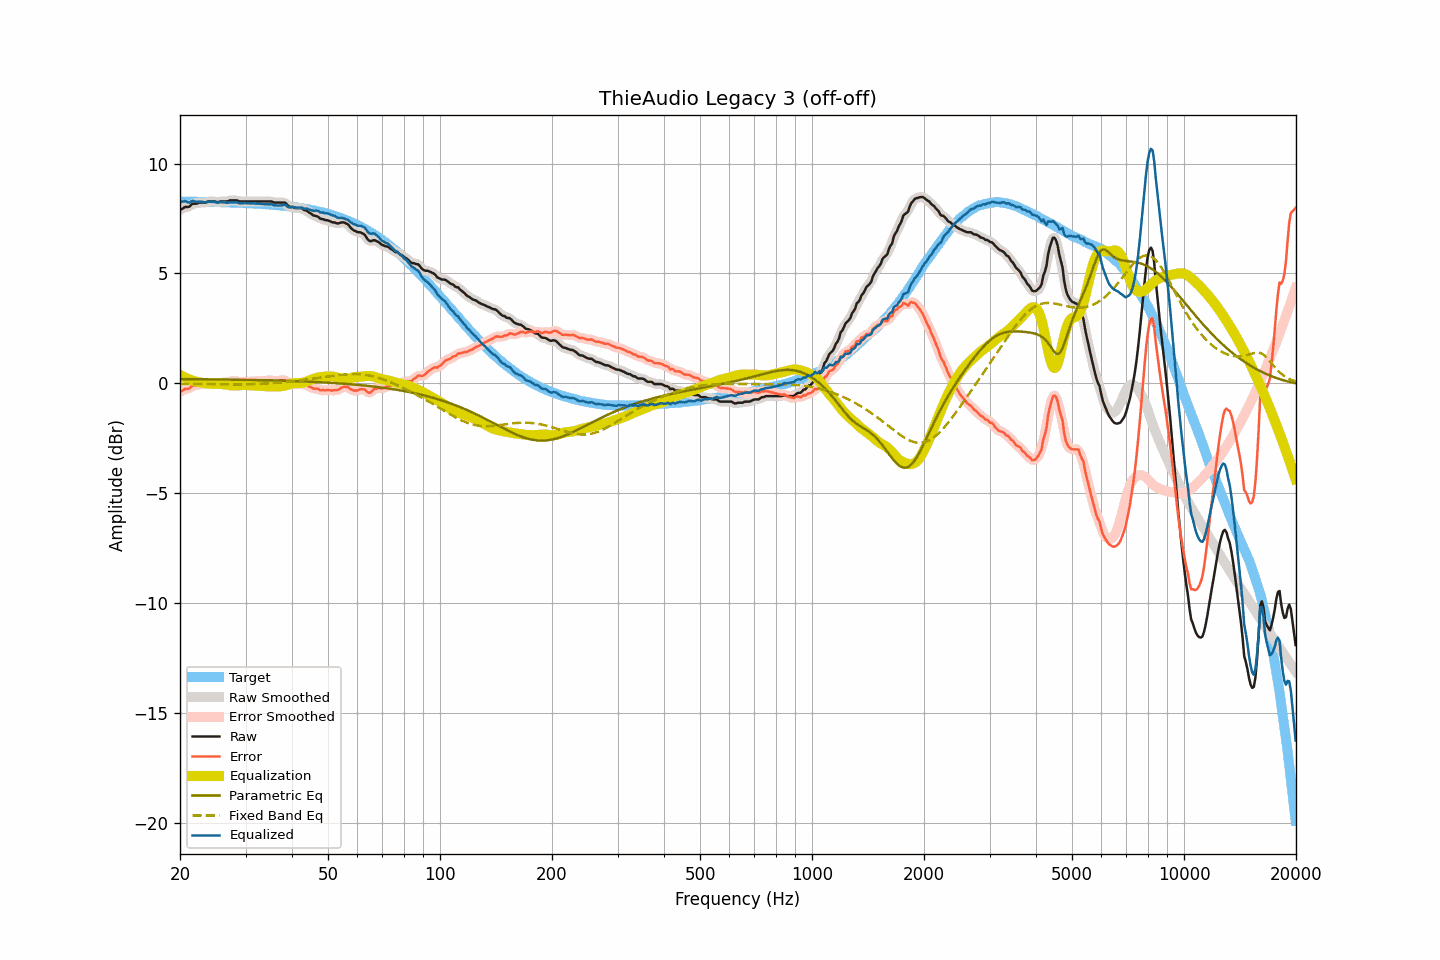 ThieAudio Legacy 3 (off-off)
Amplitude (dBr)
10
5
0
−5
−10
−15
−20
Target
Raw Smoothed
Error Smoothed
Raw
Error
Equalization
Parametric Eq
Fixed Band Eq
Equalized
20 50 100 200 500 1000 2000 5000 10000 20000
Frequency (Hz)